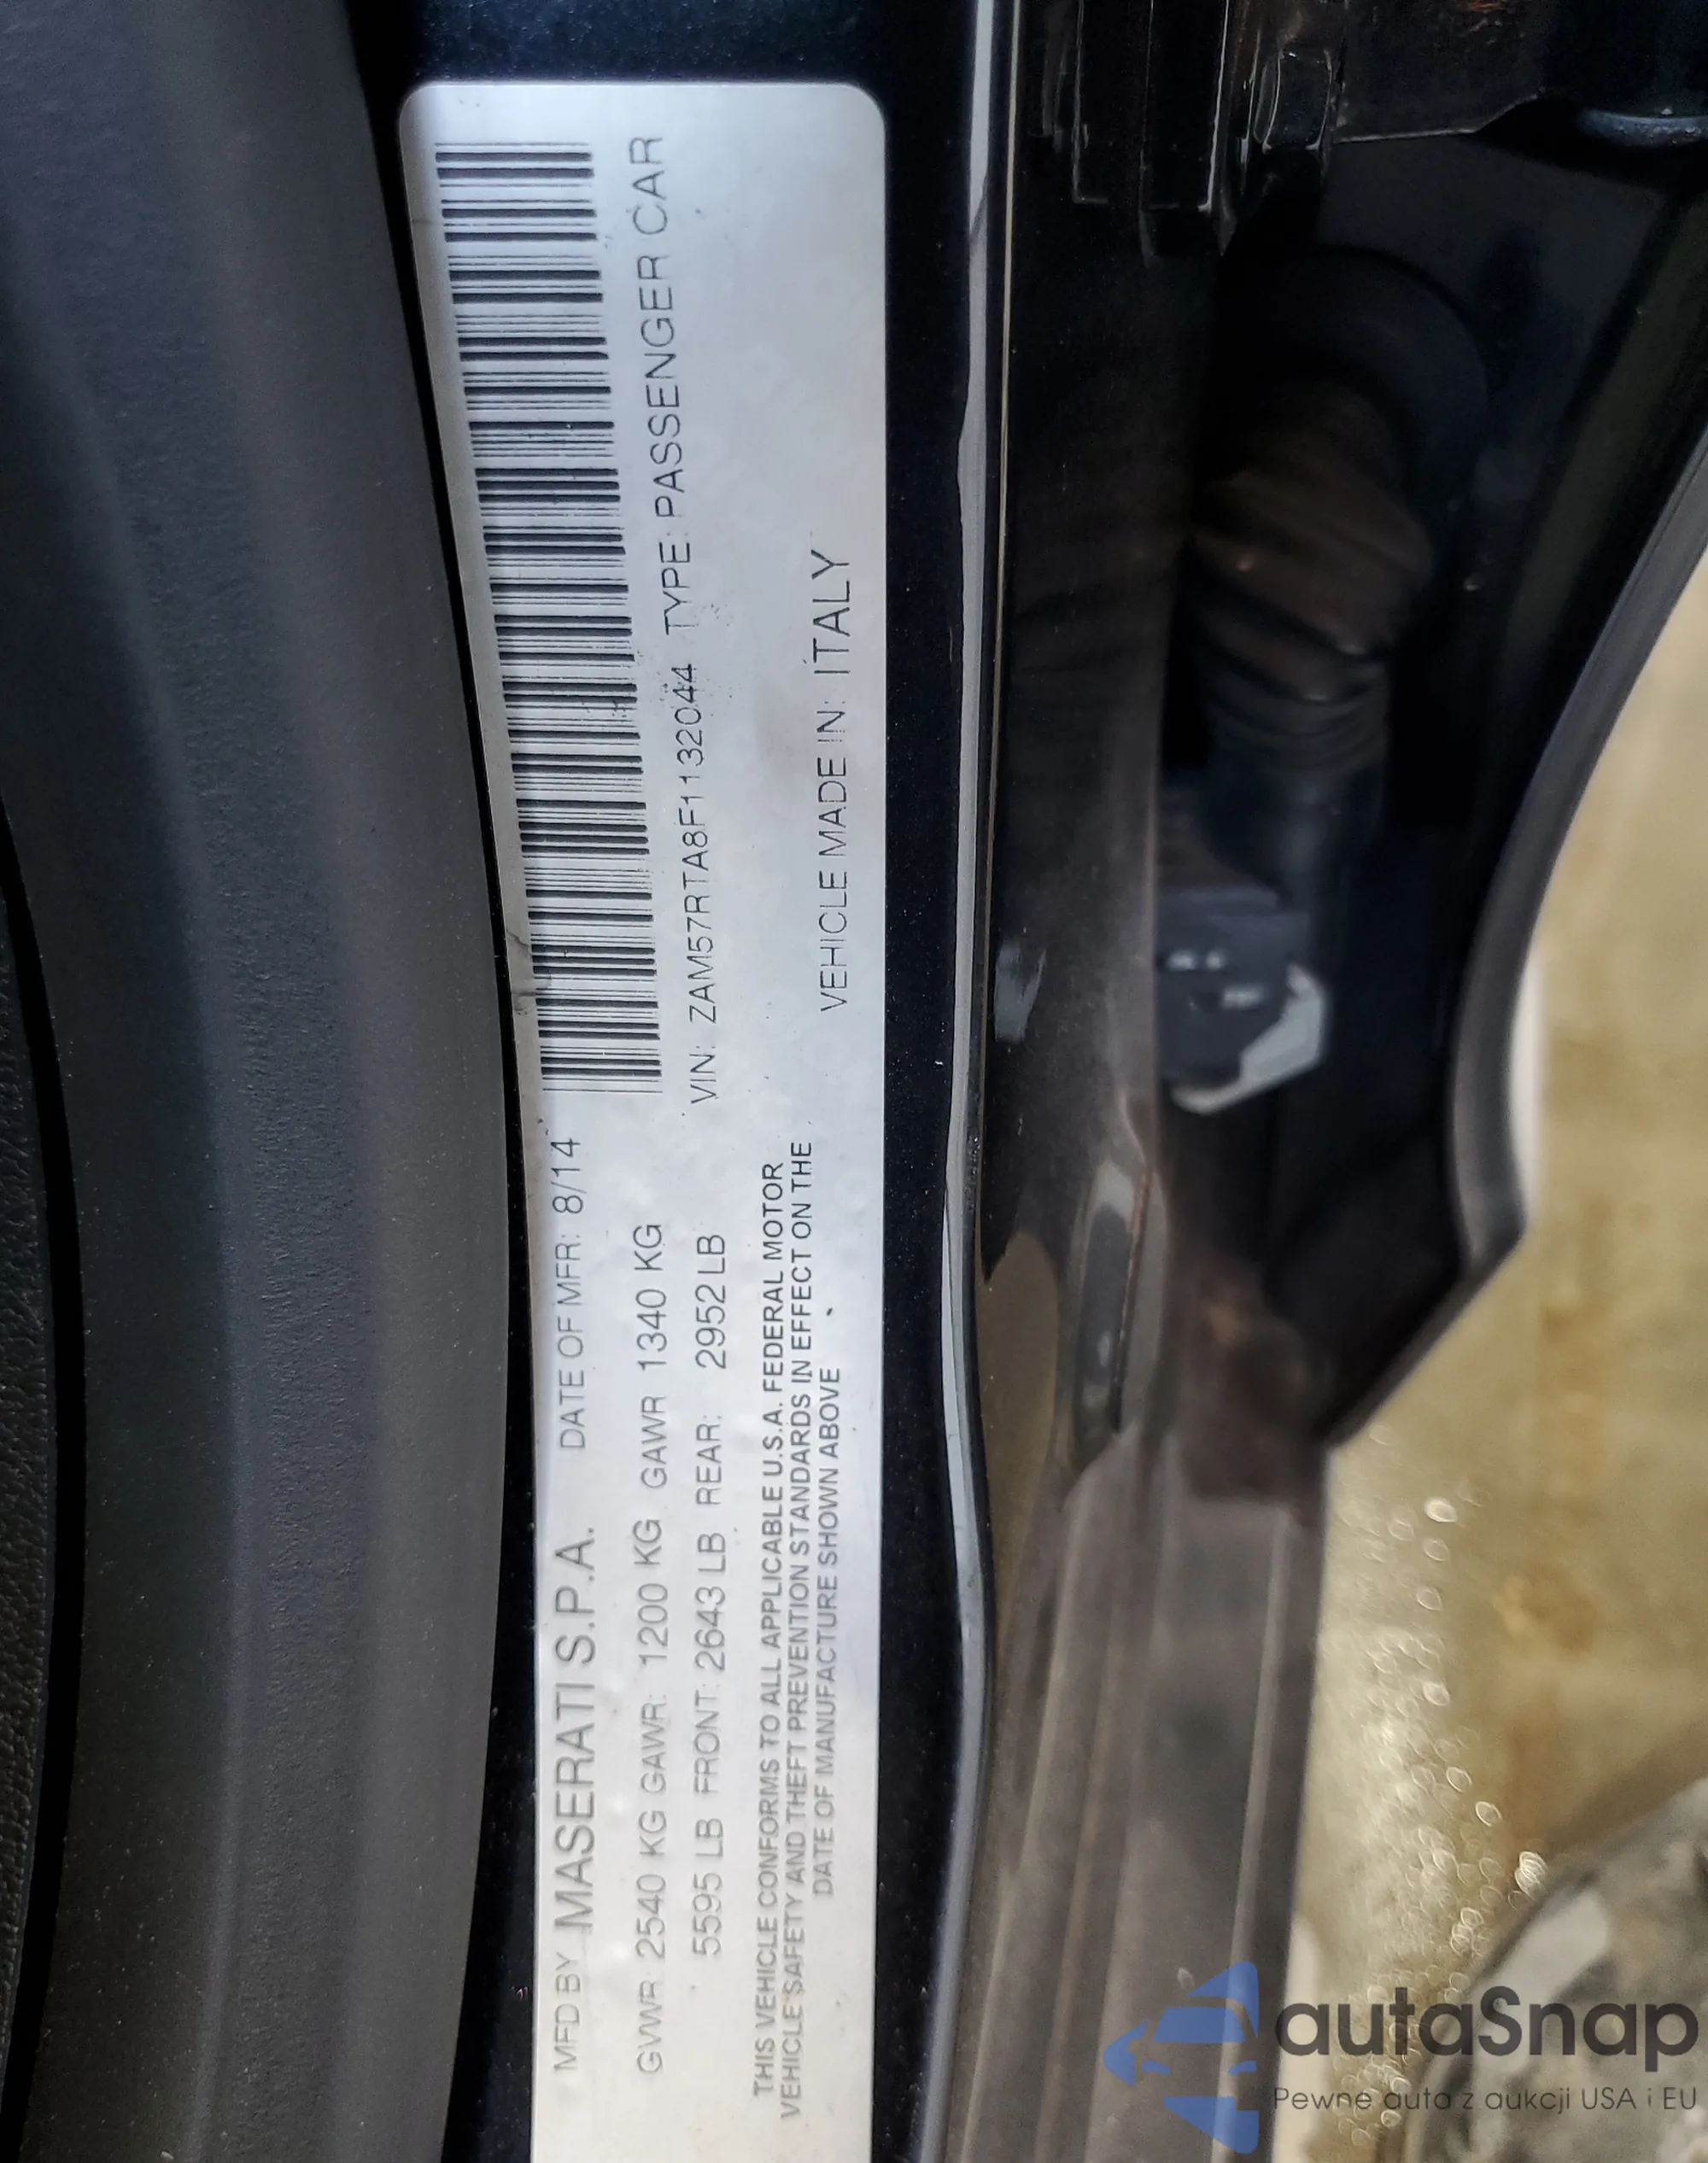 MFD BY MASERATI S.P.A. DATE OF MFR: 8/14
GVWR 2540 KG GAWR: 1200 KG GAWR 1340 KG
5595 LB FRONT: 2643 LB REAR: 2952 LB
THIS VEHICLE CONFORMS TO ALL APPLICABLE U.S.A. FEDERAL MOTOR
VEHICLE SAFETY AND THEFT PREVENTION STANDARDS IN EFFECT ON THE
DATE OF MANUFACTURE SHOWN ABOVE
VIN: ZAM57RTA8F1132044 TYPE: PASSENGER CAR
VEHICLE MADE IN: ITALY
autaSnap
Pewne auta z aukcji USA i EU